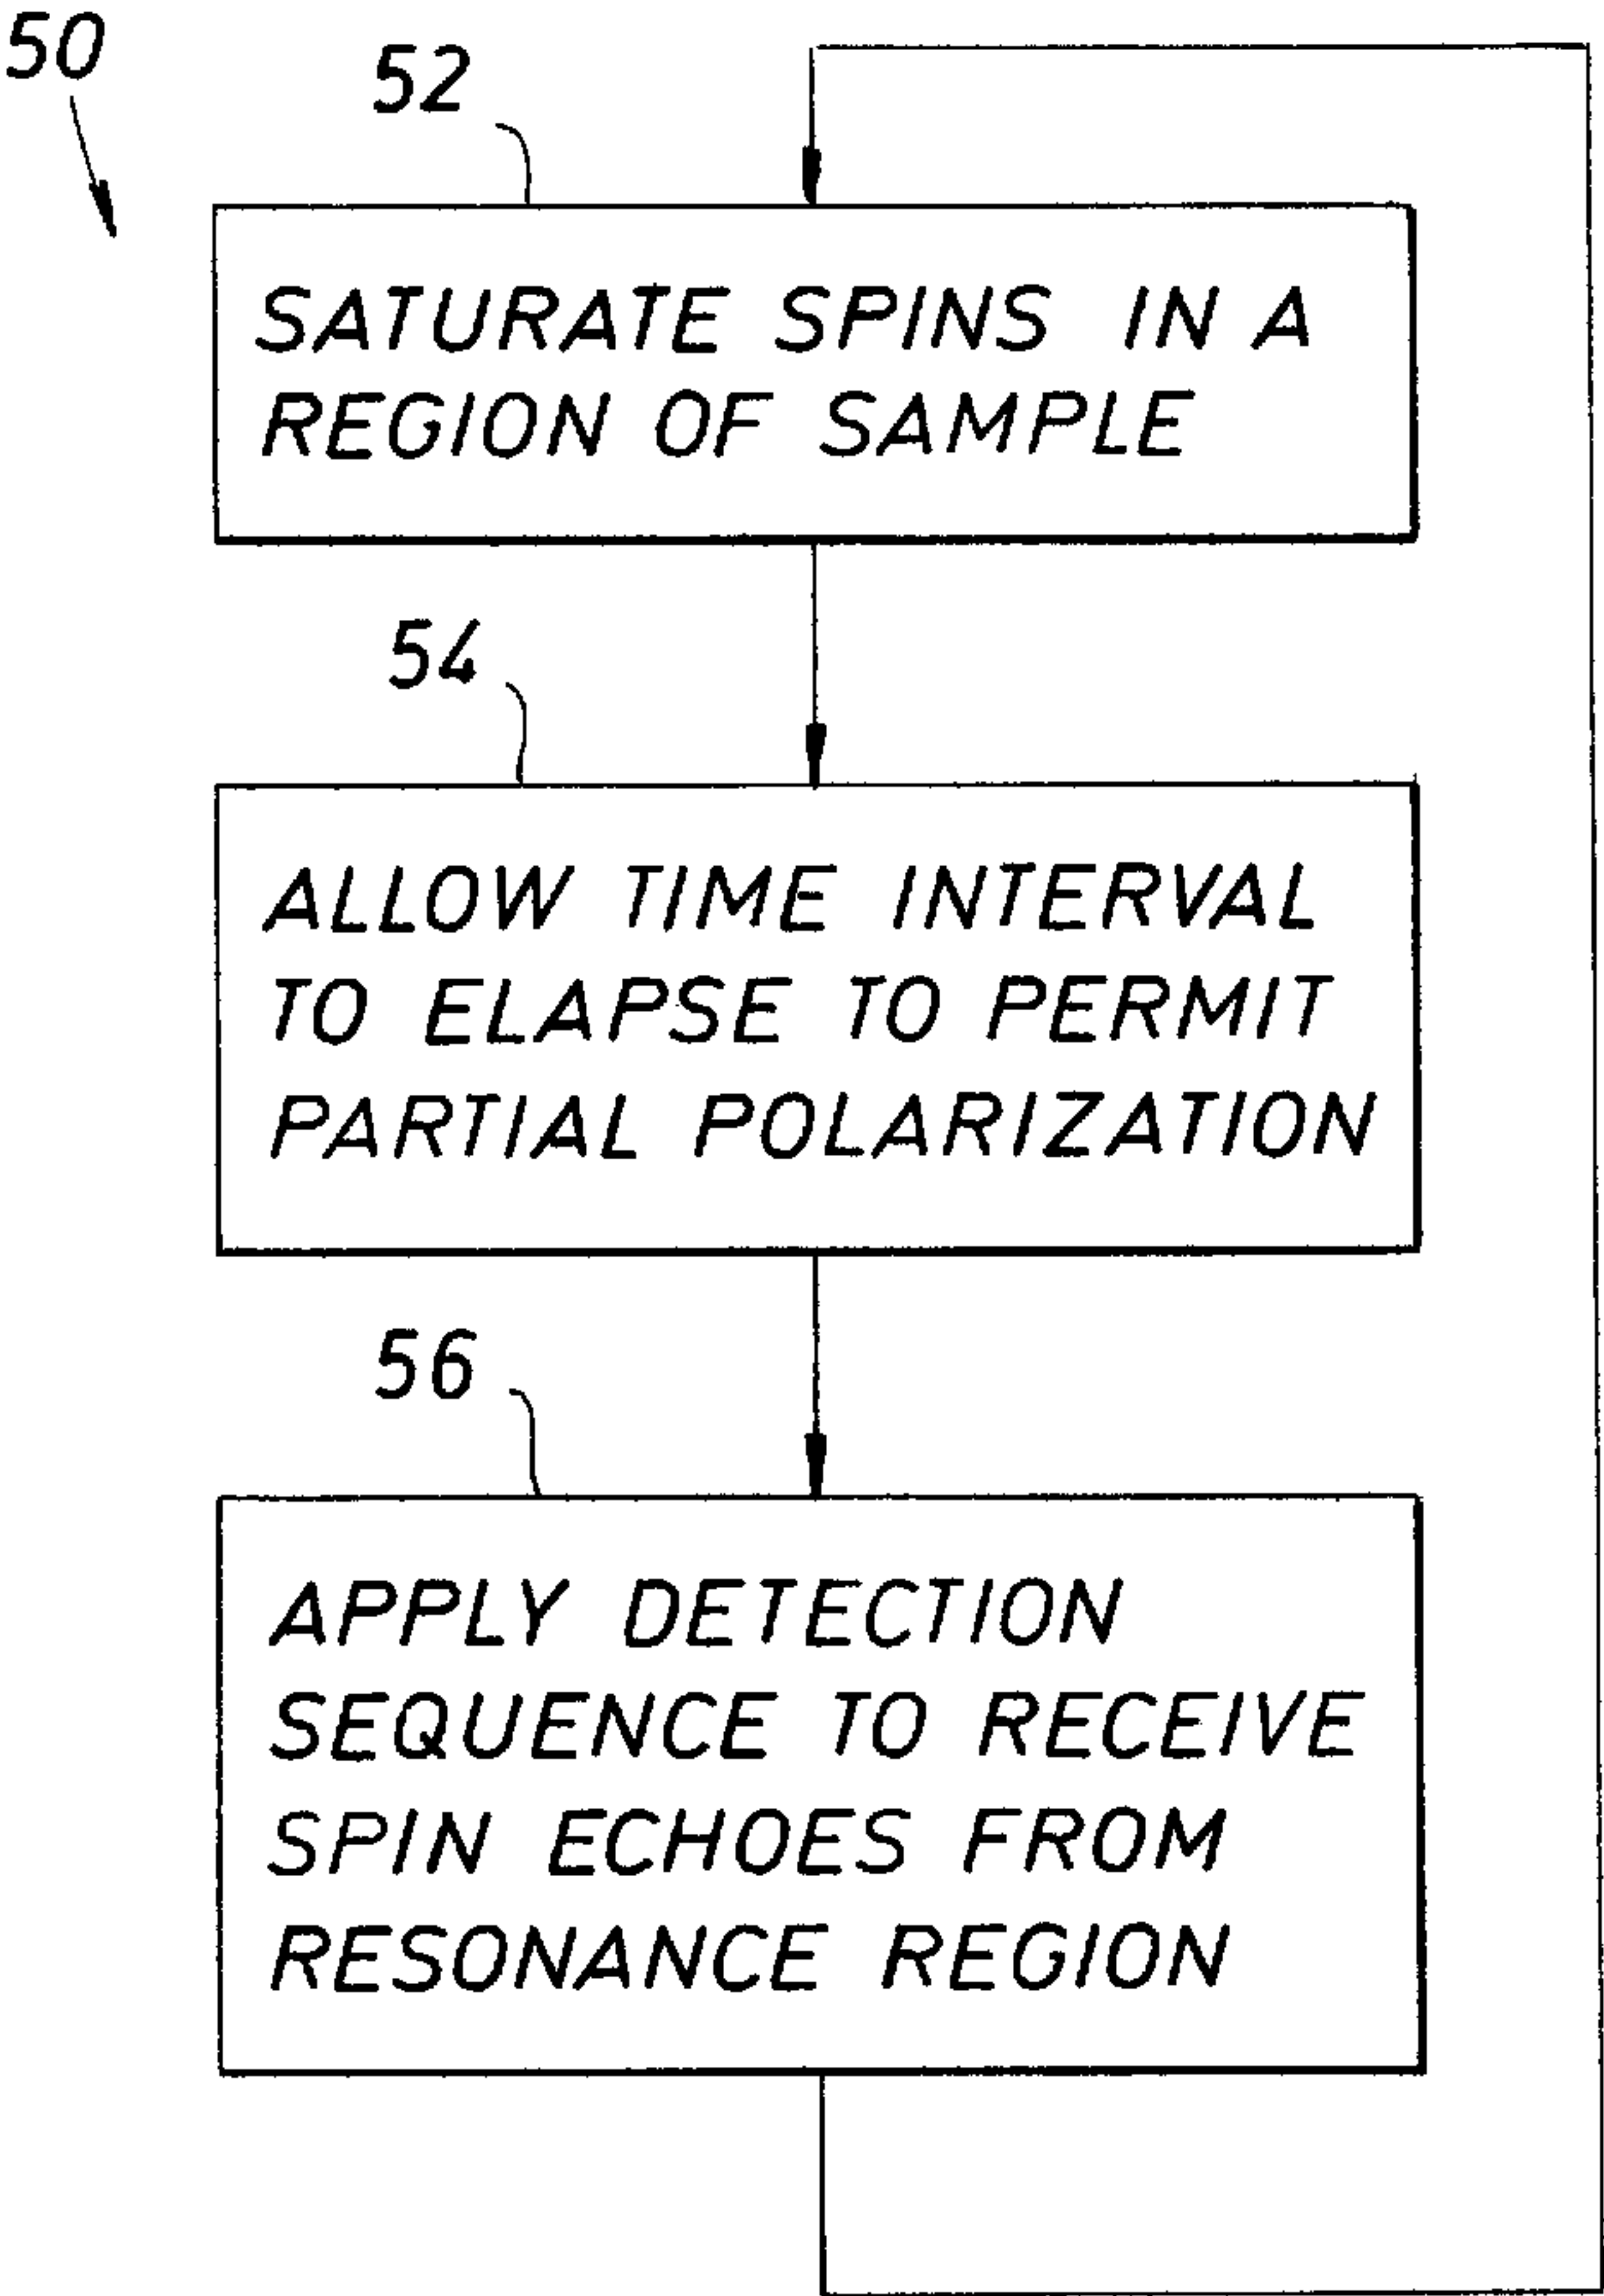 50
52
SATURATE SPINS IN A
REGION OF SAMPLE
54
ALLOW TIME INTERVAL
TO ELAPSE TO PERMIT
PARTIAL POLARIZATION
56
APPLY DETECTION
SEQUENCE TO RECEIVE
SPIN ECHOES FROM
RESONANCE REGION